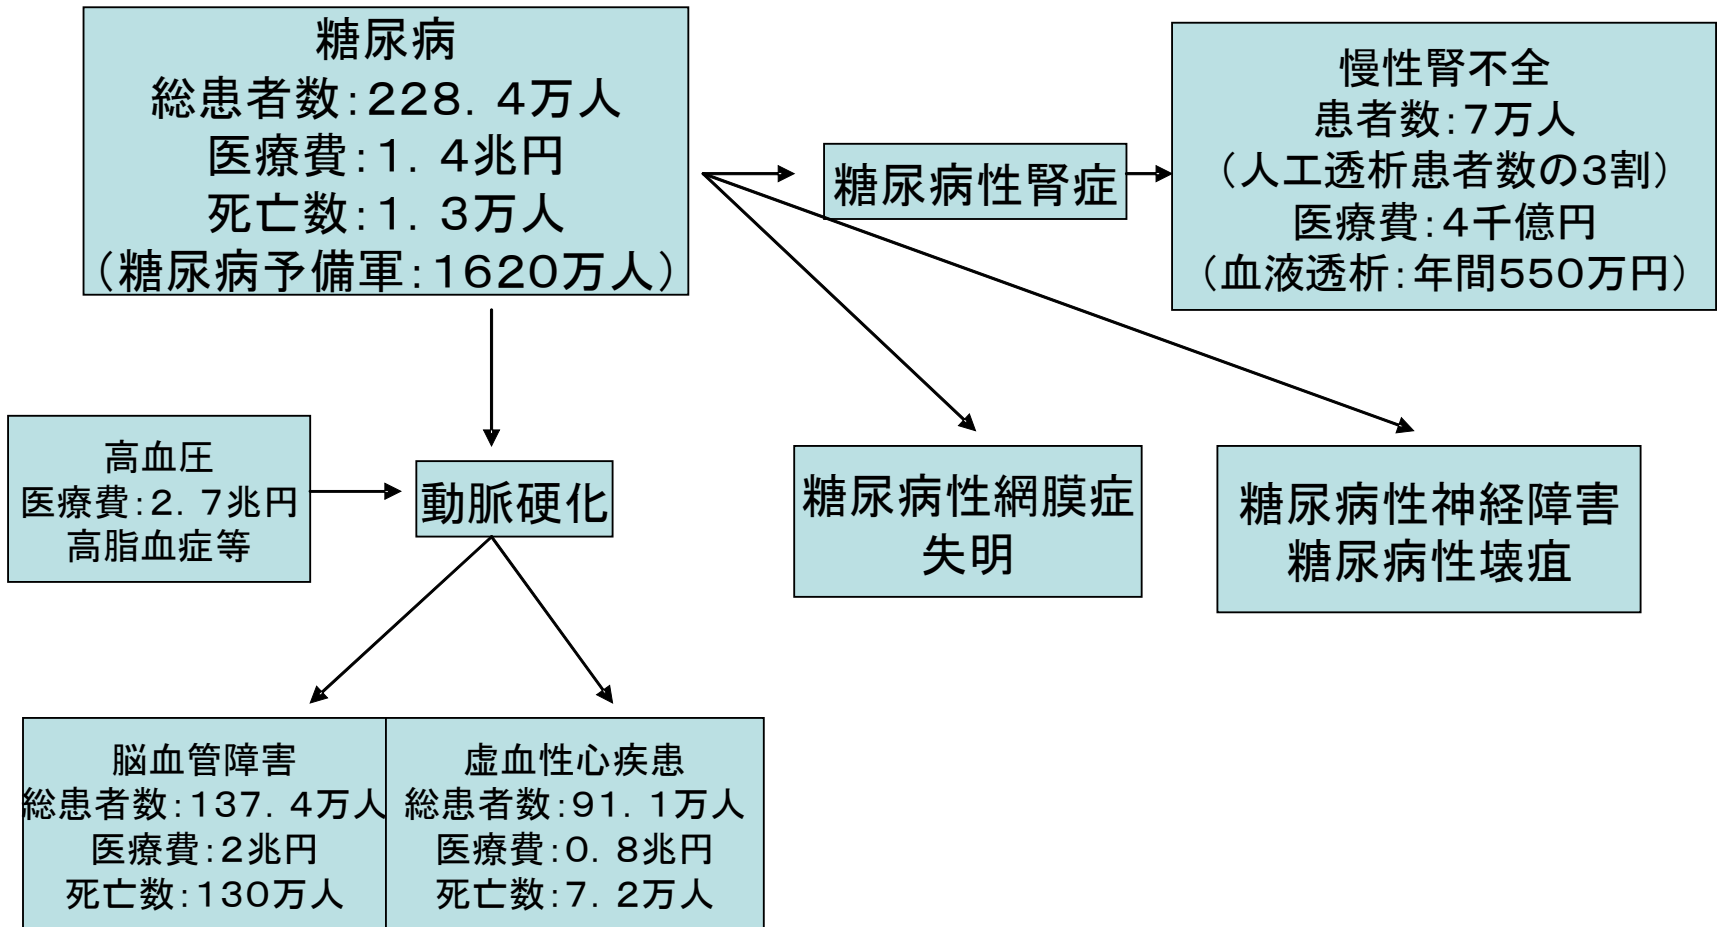 糖尿病
総患者数:228.4万人
医療費:1.4兆円
死亡数:1.3万人
(糖尿病予備軍:1620万人)
慢性腎不全
患者数:7万人
(人工透析患者数の3割)
医療費:4千億円
(血液透析:年間550万円)
糖尿病性腎症
高血圧
医療費:2.7兆円
高脂血症等
動脈硬化
糖尿病性網膜症
失明
糖尿病性神経障害
糖尿病性壊疽
脳血管障害
総患者数:137.4万人
医療費:2兆円
死亡数:130万人
虚血性心疾患
総患者数:91.1万人
医療費:0.8兆円
死亡数:7.2万人